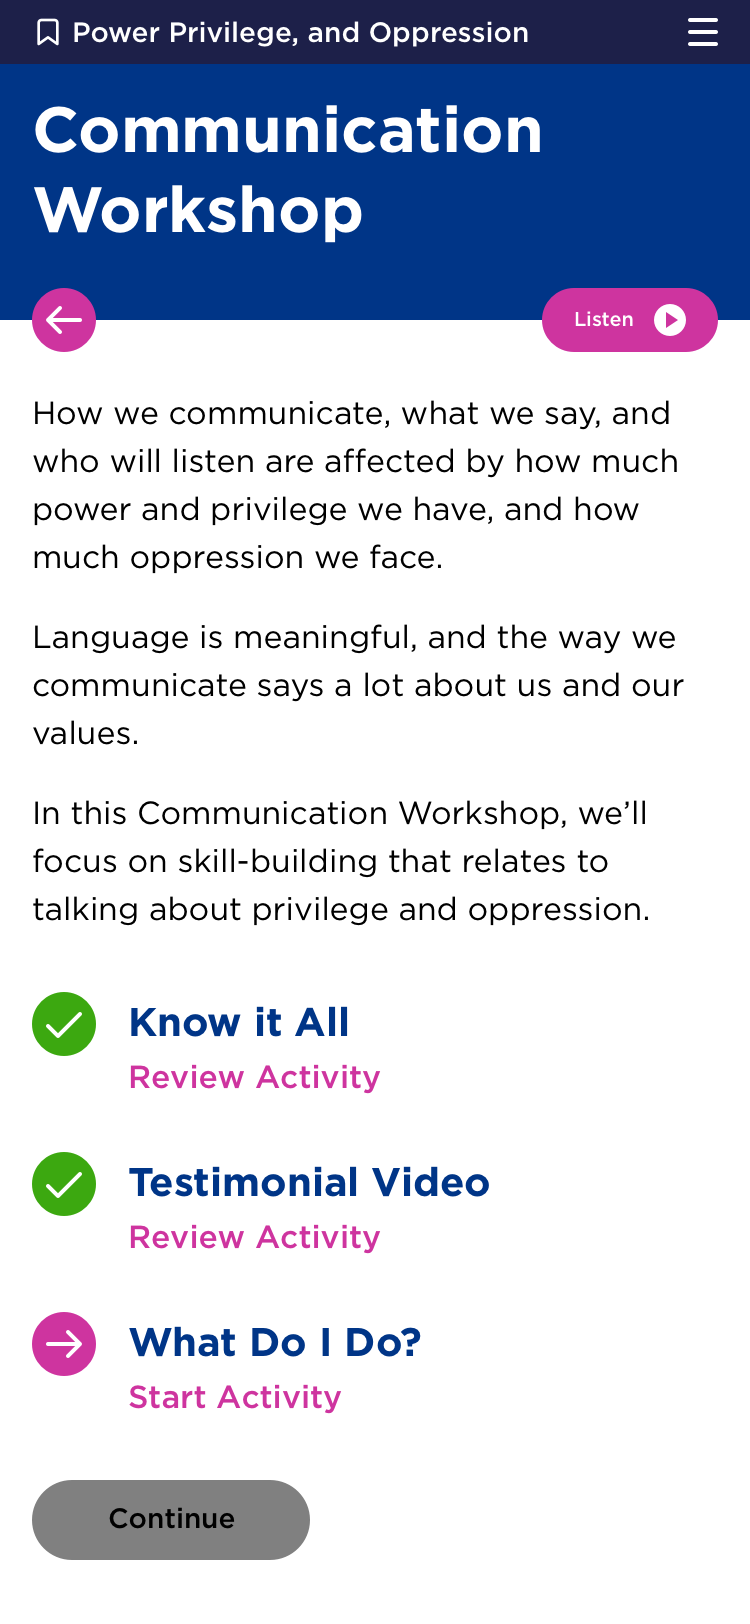 Power Privilege, and Oppression
Communication
Workshop
Listen
How we communicate, what we say, and
who will listen are affected by how much
power and privilege we have, and how
much oppression we face.
Language is meaningful, and the way we
communicate says a lot about us and our
values.
In this Communication Workshop, we’ll
focus on skill-building that relates to
talking about privilege and oppression.
Know it All
Review Activity
Testimonial Video
Review Activity
What Do I Do?
Start Activity
Continue